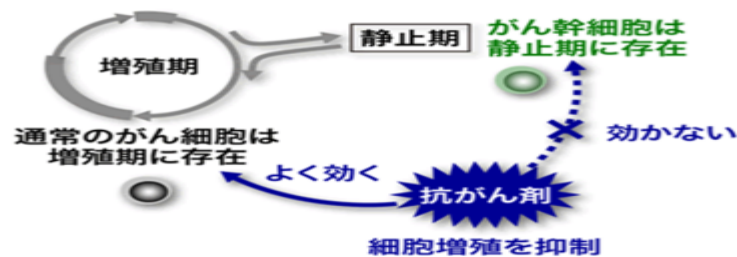 増殖期
静止期
がん幹細胞は
静止期に存在
通常のがん細胞は
増殖期に存在
効かない
よく効く
抗がん剤
細胞増殖を抑制